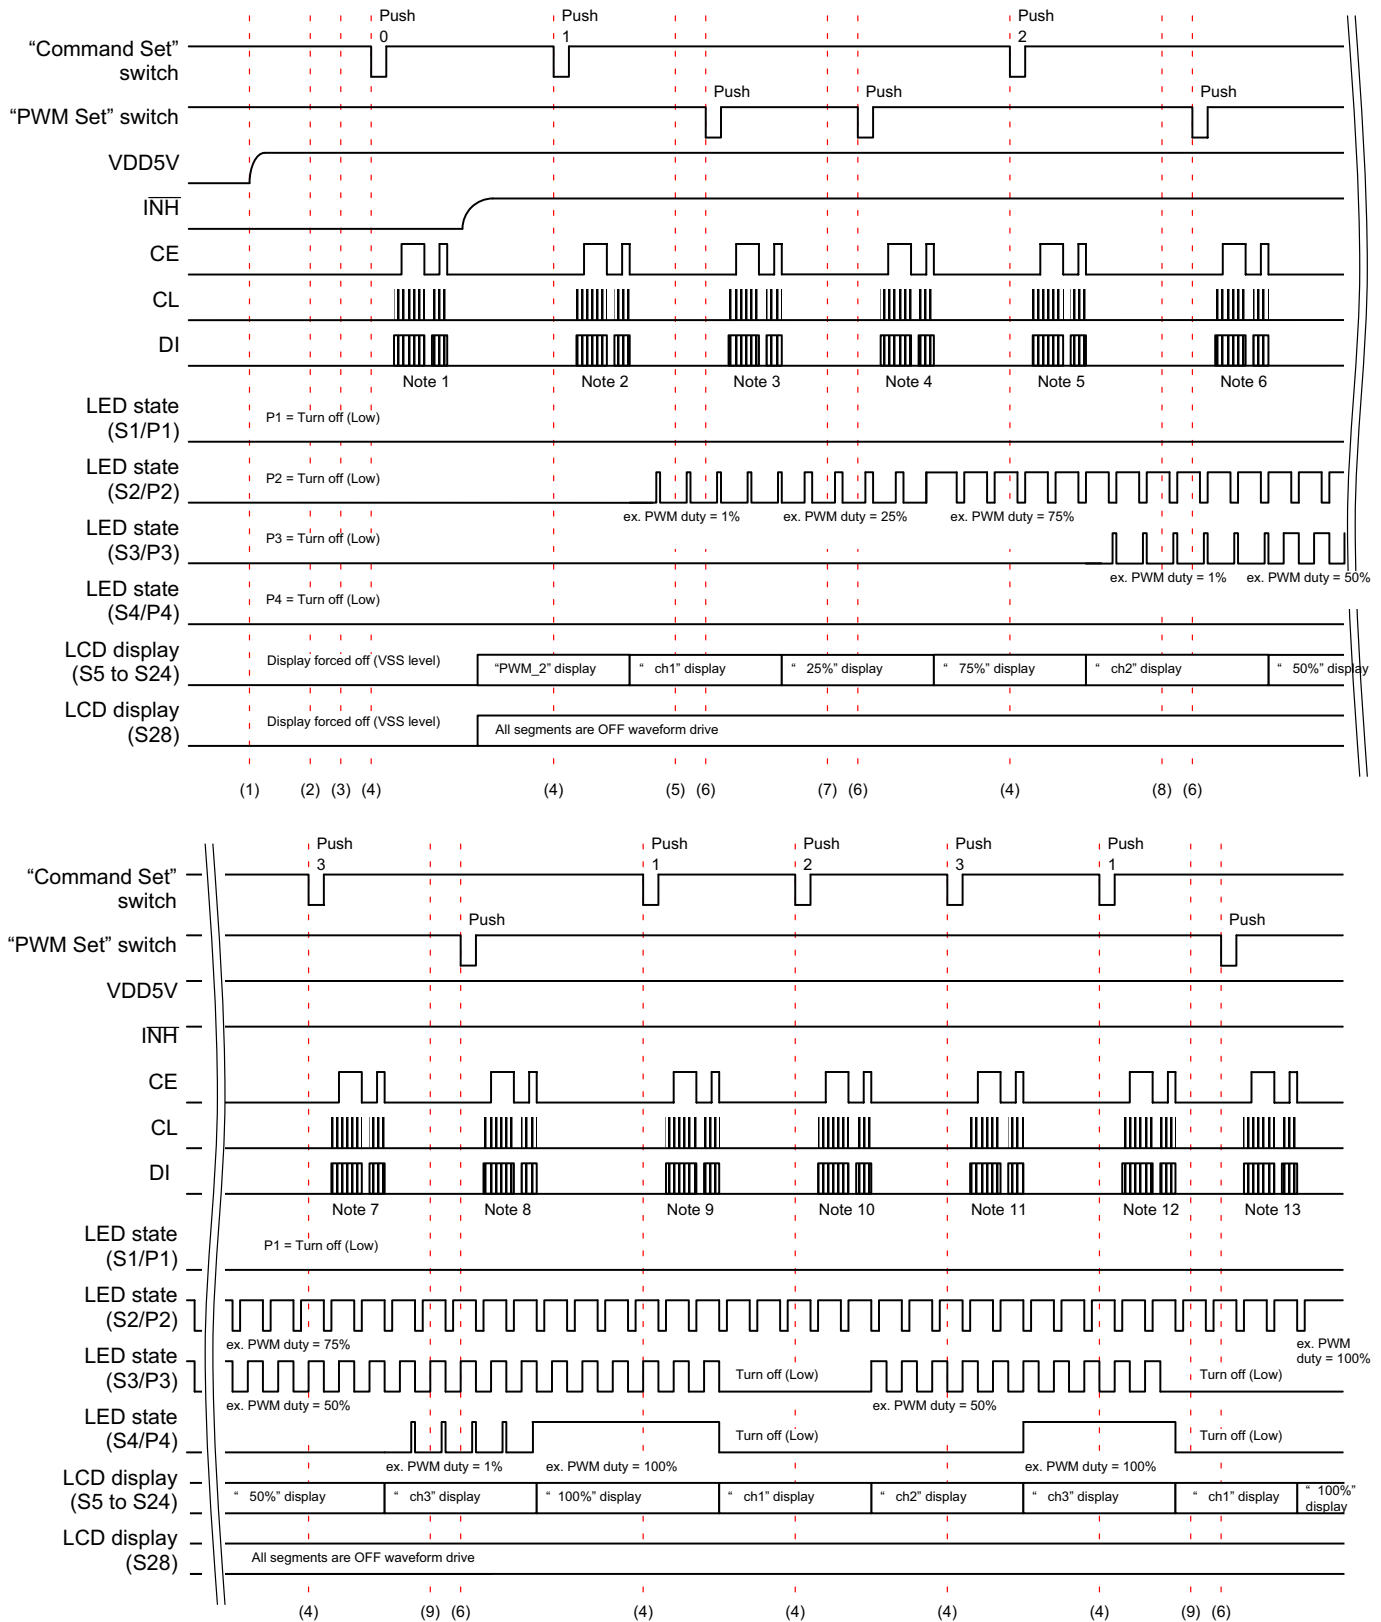 Push Push Push
"Command Set" 0 1 2
switch
Push Push Push
"PWM Set" switch
VDD5V
INH
CE
CL
DI
Note 1 Note 2 Note 3 Note 4 Note 5 Note 6
LED state
(S1/P1) P1 = Turn off (Low)
LED state
(S2/P2) P2 = Turn off (Low)
ex. PWM duty = 1% ex. PWM duty = 25% ex. PWM duty = 75%
LED state
(S3/P3) P3 = Turn off (Low)
ex. PWM duty = 1% ex. PWM duty = 50%
LED state
(S4/P4) P4 = Turn off (Low)
LCD display
(S5 to S24) Display forced off (VSS level) "PWM_2" display " ch1" display " 25%" display " 75%" display " ch2" display " 50%" display
LCD display
(S28) Display forced off (VSS level) All segments are OFF waveform drive
(1) (2) (3) (4) (4) (5) (6) (7) (6) (4) (8) (6)
Push Push Push Push Push
"Command Set" 3 1 2 3 1
switch
Push Push
"PWM Set" switch
VDD5V
INH
CE
CL
DI
Note 7 Note 8 Note 9 Note 10 Note 11 Note 12 Note 13
LED state
(S1/P1) P1 = Turn off (Low)
LED state
(S2/P2)
ex. PWM duty = 75% ex. PWM
duty = 100%
LED state
(S3/P3) Turn off (Low) Turn off (Low)
ex. PWM duty = 50% ex. PWM duty = 50%
LED state
(S4/P4) Turn off (Low) Turn off (Low)
ex. PWM duty = 1% ex. PWM duty = 100% ex. PWM duty = 100%
LCD display
(S5 to S24) " 50%" display " ch3" display " 100%" display " ch1" display " ch2" display " ch3" display " ch1" display " 100%"
display
LCD display
(S28) All segments are OFF waveform drive
(4) (9) (6) (4) (4) (4) (4) (9) (6)